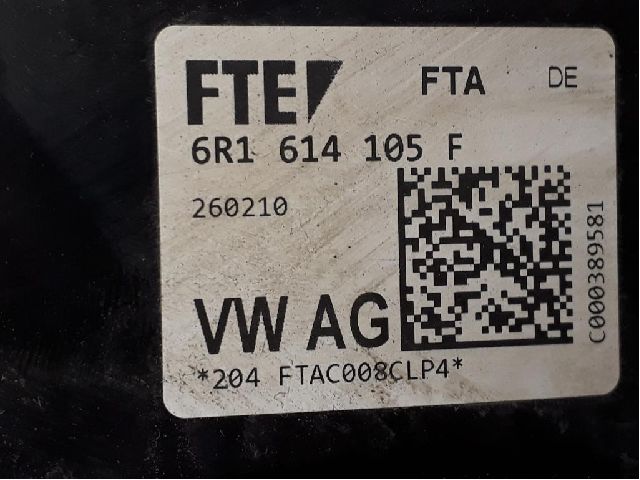 FTE FTA DE
6R1 614 105 F
260210
C000389581
VW AG
*204 FTAC008CLP4*